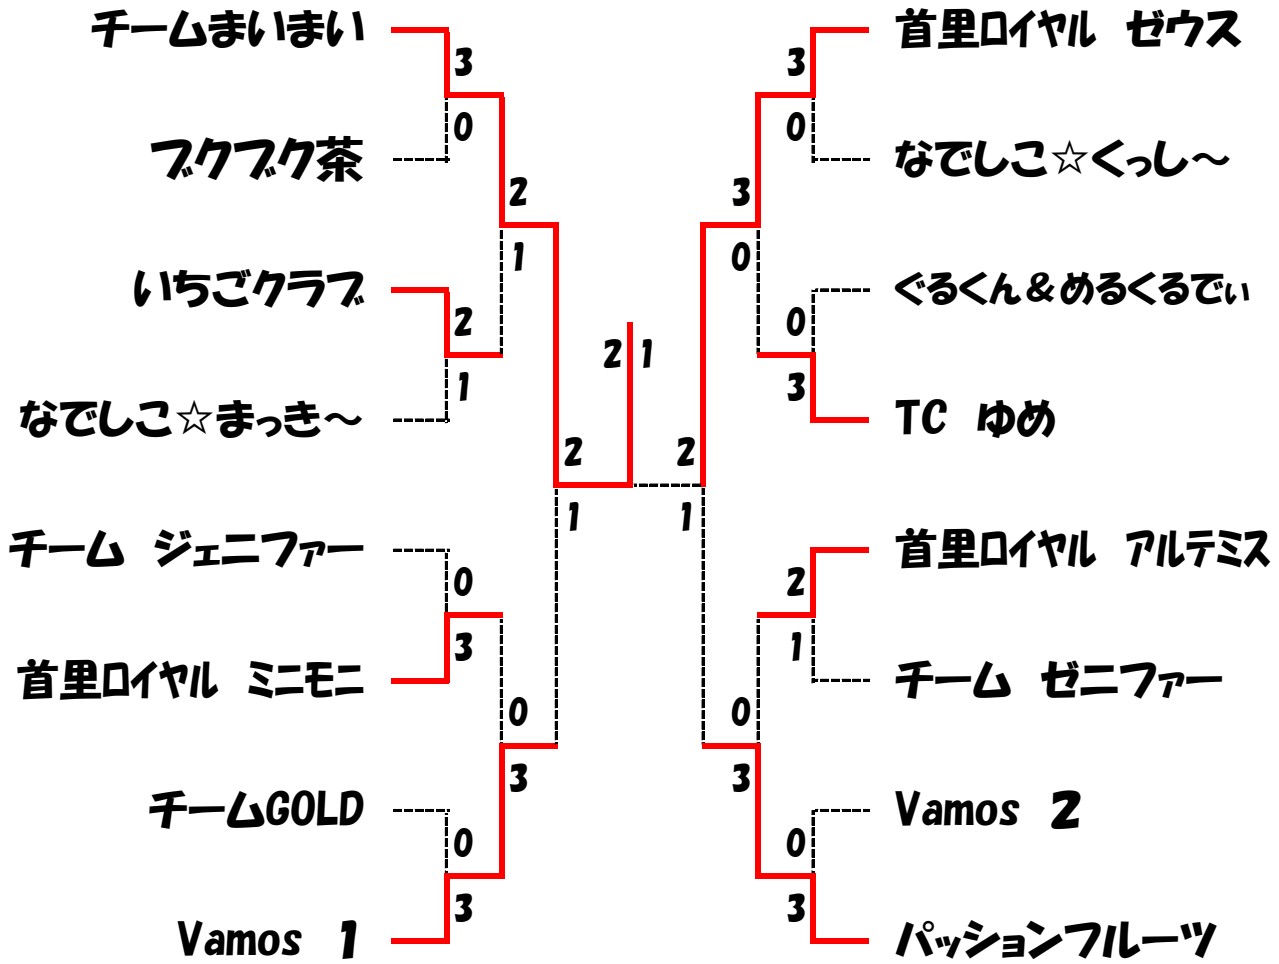 チームまいまい
3
0
ブクブク茶
2
1
いちごクラブ
2
1
なでしこ☆まっき～
2
1
チーム ジェニファー
0
3
首里ロイヤル ミニモニ
0
3
チームGOLD
0
3
Vamos 1
2 1
首里ロイヤル ゼウス
3
0
なでしこ☆くっし～
3
0
ぐるくん＆めるくるでぃ
0
3
TC ゆめ
2
1
首里ロイヤル アルテミス
2
1
チーム ゼニファー
0
3
Vamos 2
0
3
パッションフルーツ